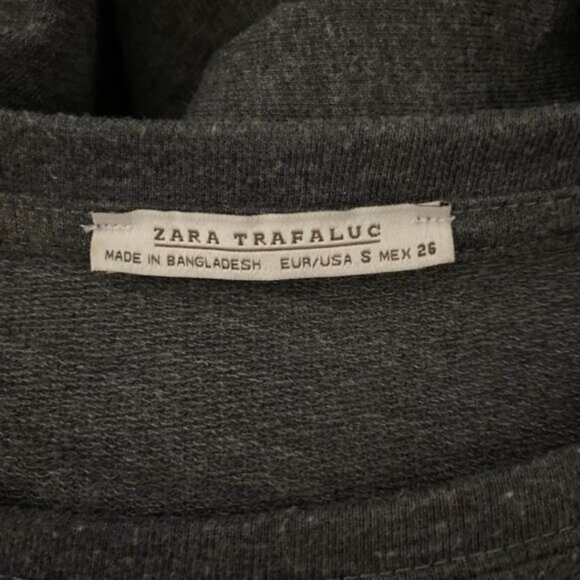 ZARA TRAFALUC
MADE IN BANGLADESH EUR/USA S MEX 26